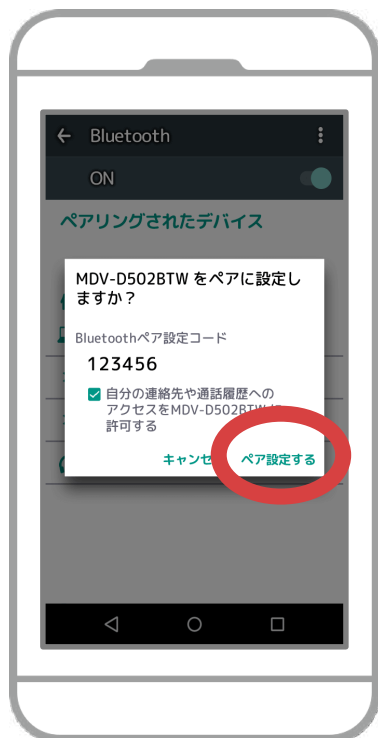 Bluetooth
ON
ペアリングされたデバイス
MDV-D502BTW をペアに設定し
ますか？
Bluetoothペア設定コード
123456
自分の連絡先や通話履歴への
アクセスをMDV-D502BTW に
許可する
キャンセ
ペア設定する